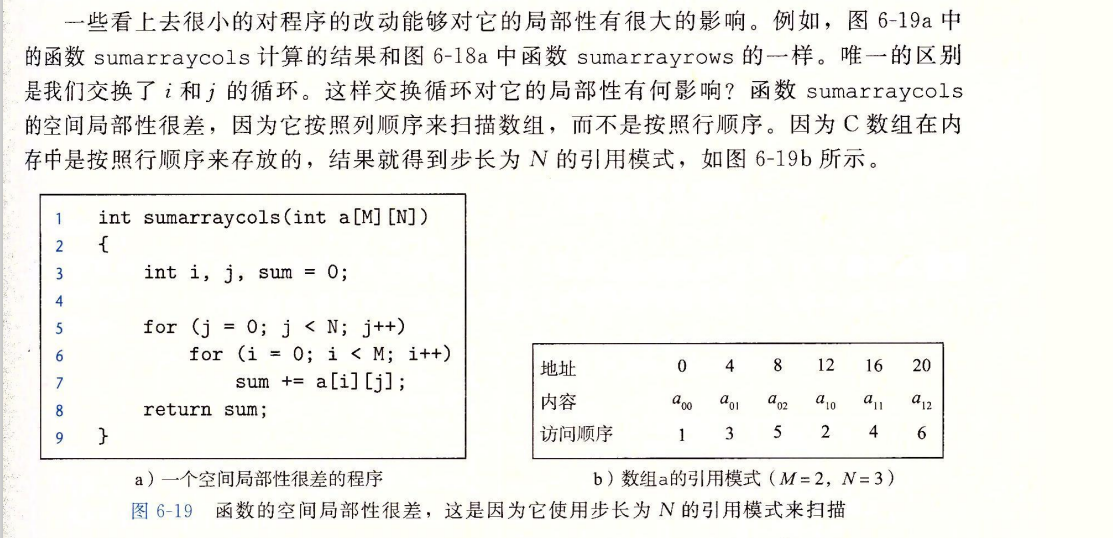 一些看上去很小的对程序的改动能够对它的局部性有很大的影响。例如，图 6-19a 中
的函数 sumarraycols 计算的结果和图 6-18a 中函数 sumarrayrows 的一样。唯一的区别
是我们交换了 i 和 j 的循环。这样交换循环对它的局部性有何影响？函数 sumarraycols
的空间局部性很差，因为它按照列顺序来扫描数组，而不是按照行顺序。因为 C 数组在内
存中是按照行顺序来存放的，结果就得到步长为 N 的引用模式，如图 6-19b 所示。
1 int sumarraycols(int a[M][N])
2 {
3 int i, j, sum = 0;
4
5 for (j = 0; j < N; j++)
6 for (i = 0; i < M; i++)
7 sum += a[i][j];
8 return sum;
9 }
a）一个空间局部性很差的程序
地址 0 4 8 12 16 20
内容 a00 a01 a02 a10 a11 a12
访问顺序 1 3 5 2 4 6
b）数组a的引用模式（M=2，N=3）
图 6-19 函数的空间局部性很差，这是因为它使用步长为 N 的引用模式来扫描